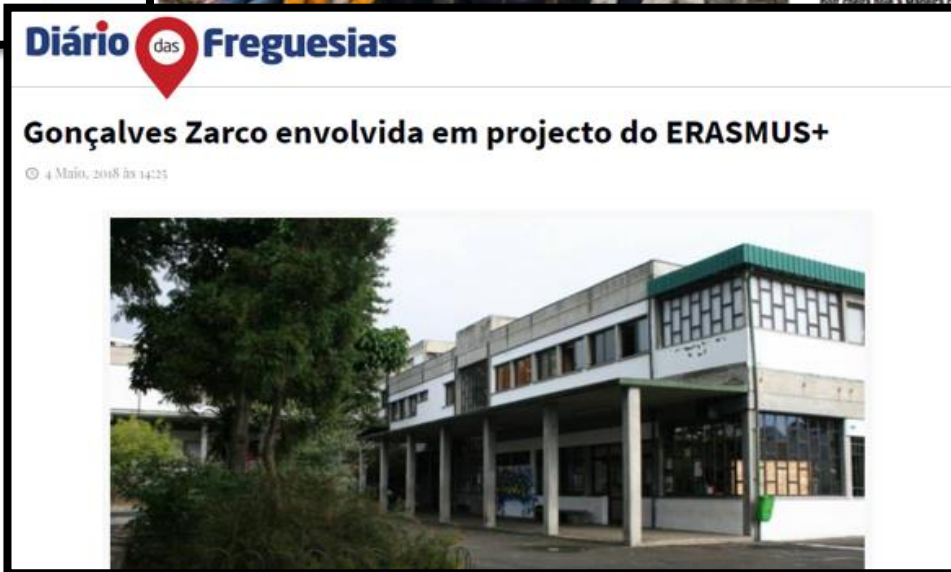 Diário das Freguesias
Gonçalves Zarco envolvida em projecto do ERASMUS+
4 Maio, 2018 às 14:25